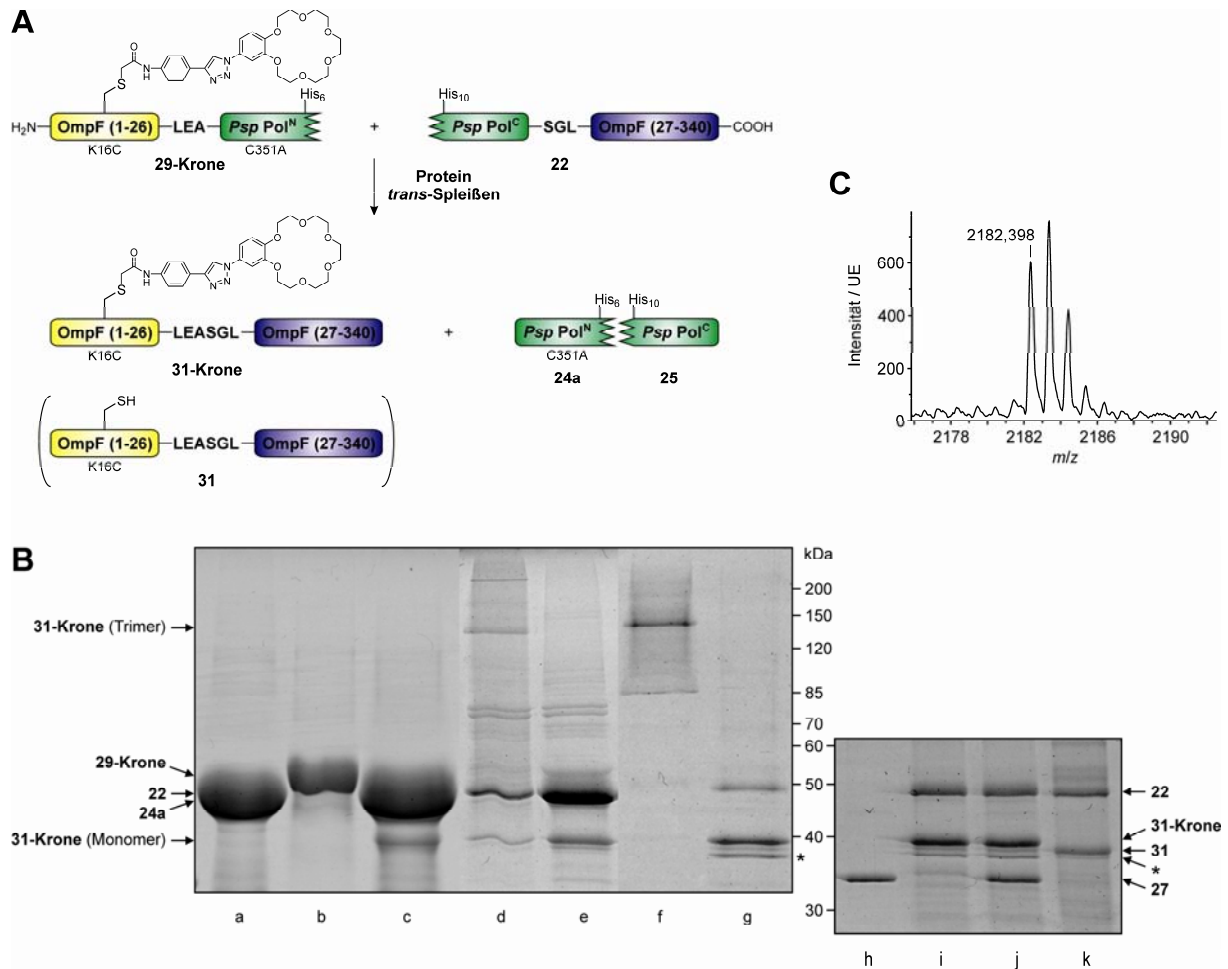 A
O
N
H
S
N
N=N
O
O
O
O
O
O
His6
His10
H2N
OmpF (1-26)
LEA
Psp PolN
+
Psp PolC
SGL
OmpF (27-340)
COOH
K16C
C351A
29-Krone
22
Protein
trans-Spleißen
O
N
H
S
N
N=N
O
O
O
O
O
O
His6
His10
OmpF (1-26)
LEASGL
OmpF (27-340)
+
Psp PolN
Psp PolC
K16C
C351A
31-Krone
24a
25
SH
OmpF (1-26)
LEASGL
OmpF (27-340)
K16C
31
C
2182,398
Intensität / UE
600
400
200
0
2178
2182
2186
2190
m/z
B
kDa
200
150
120
85
70
60
50
40
30
31-Krone (Trimer)
29-Krone
22
24a
31-Krone (Monomer)
*
a b c d e f g
22
31-Krone
31
*
27
h i j k